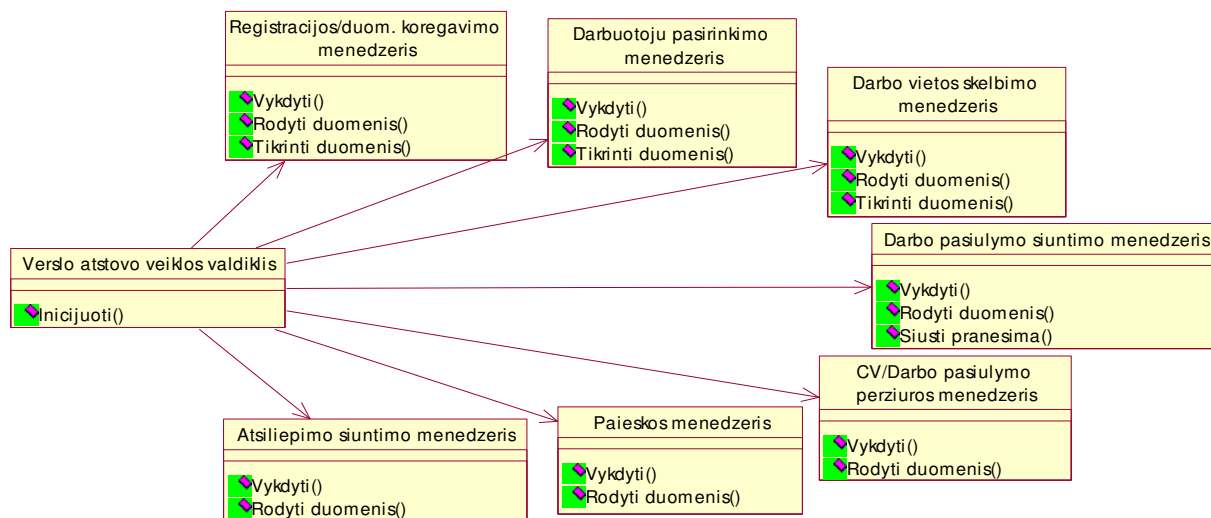 Registracijos/duom. koregavimo
menedzeris
Vykdyti()
Rodyti duomenis()
Tikrinti duomenis()
Darbuotoju pasirinkimo
menedzeris
Vykdyti()
Rodyti duomenis()
Tikrinti duomenis()
Darbo vietos skelbimo
menedzeris
Vykdyti()
Rodyti duomenis()
Tikrinti duomenis()
Verslo atstovo veiklos valdiklis
Inicijuoti()
Darbo pasiulymo siuntimo menedzeris
Vykdyti()
Rodyti duomenis()
Siusti pranesima()
CV/Darbo pasiulymo
perziuros menedzeris
Vykdyti()
Rodyti duomenis()
Paieskos menedzeris
Vykdyti()
Rodyti duomenis()
Atsiliepimo siuntimo menedzeris
Vykdyti()
Rodyti duomenis()